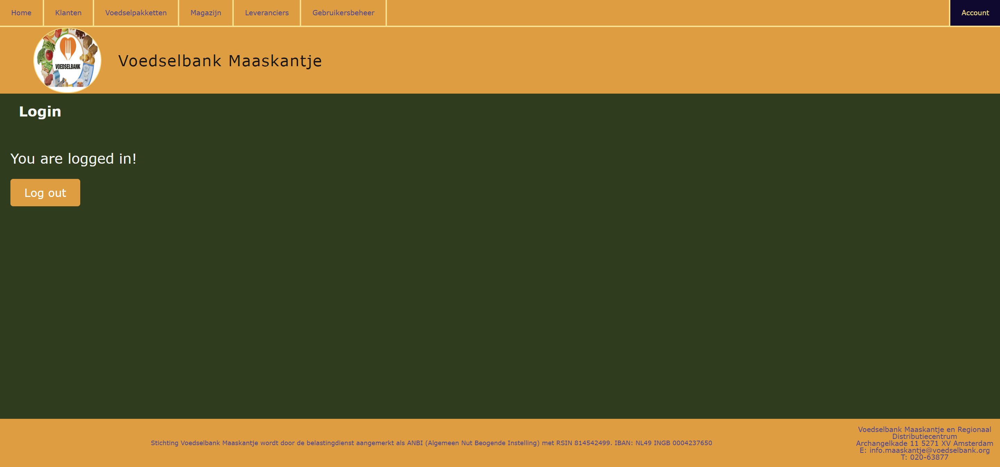 Home
Klanten
Voedselpakketten
Magazijn
Leveranciers
Gebruikersbeheer
Account
VOEDSELBANK
Voedselbank Maaskantje
Login
You are logged in!
Log out
Stichting Voedselbank Maaskantje wordt door de belastingdienst aangemerkt als ANBI (Algemeen Nut Beogende Instelling) met RSIN 814542499. IBAN: NL49 INGB 0004237650
Voedselbank Maaskantje en Regionaal
Distributiecentrum
Archangelkade 11 5271 XV Amsterdam
E: info.maaskantje@voedselbank.org
T: 020-63877